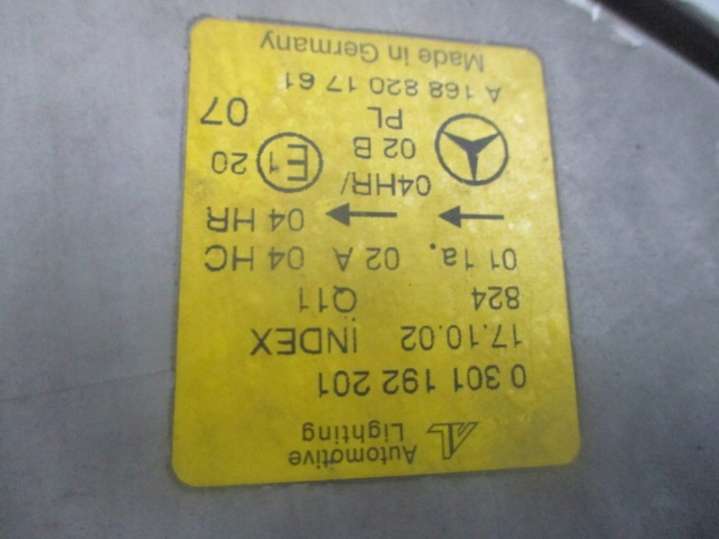 AL Automotive
Lighting
0 301 192 201
17.10.02 INDEX
824 Q11
01 1a. 02 A 04 HC
← → 04 HR
04HR/
02 B E1 20
PL 07
A 168 820 17 61
Made in Germany